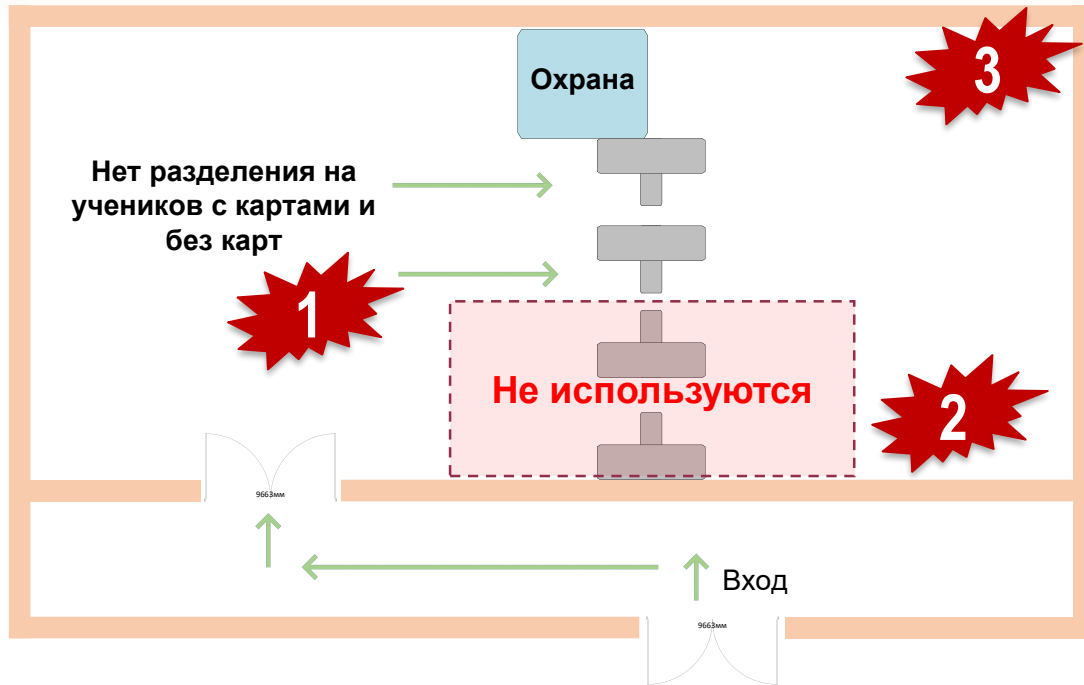 Охрана
3
Нет разделения на
учеников с картами и
без карт
1
Не используются
2
9663мм
Вход
9663мм